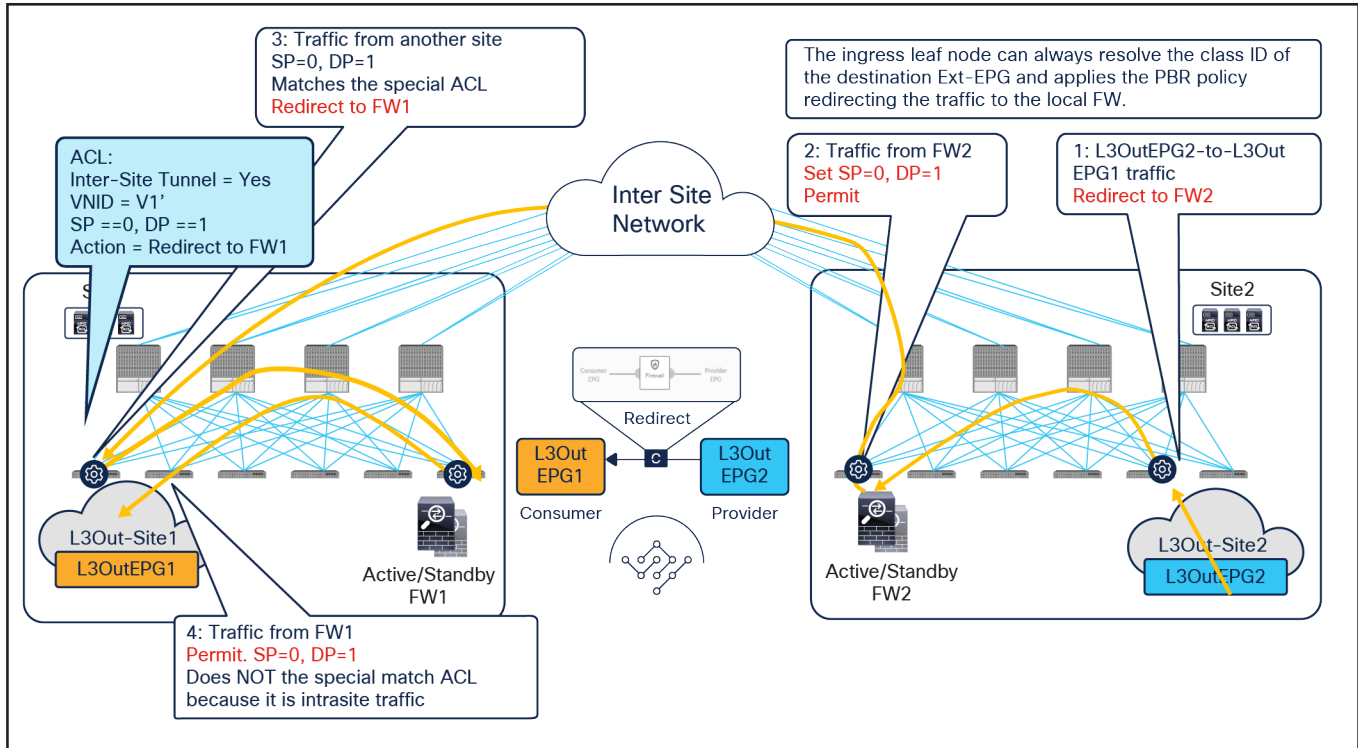 3: Traffic from another site
SP=0, DP=1
Matches the special ACL
Redirect to FW1
The ingress leaf node can always resolve the class ID of
the destination Ext-EPG and applies the PBR policy
redirecting the traffic to the local FW.
ACL:
Inter-Site Tunnel = Yes
VNID = V1’
SP ==0, DP ==1
Action = Redirect to FW1
2: Traffic from FW2
Set SP=0, DP=1
Permit
1: L3OutEPG2-to-L3Out
EPG1 traffic
Redirect to FW2
Inter Site
Network
S
Site2
Consumer
EPG
Firewall
Provider
EPG
Redirect
L3Out
EPG1
C
L3Out
EPG2
Consumer
Provider
L3Out-Site1
L3OutEPG1
Active/Standby
FW1
Active/Standby
FW2
L3Out-Site2
L3OutEPG2
4: Traffic from FW1
Permit. SP=0, DP=1
Does NOT the special match ACL
because it is intrasite traffic